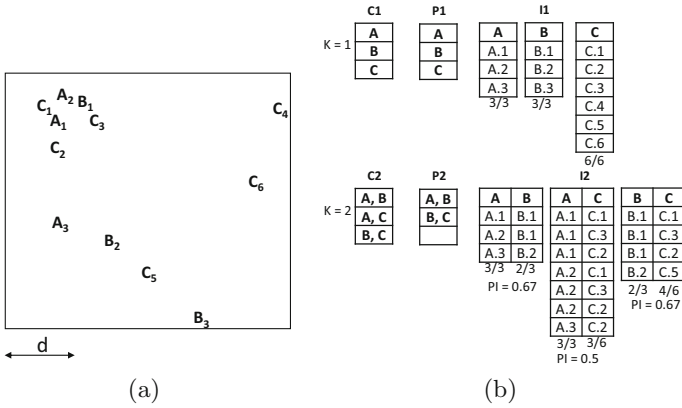 C1 P1 I1
K = 1
A A A B C
B B A.1 B.1 C.1
C C A.2 B.2 C.2
A.3 B.3 C.3
3/3 3/3 C.4
C.5
C.6
6/6
A2
C1 B1
A1 C3 C4
C2
C6
A3
B2
C5
B3
d
C2 P2 I2
K = 2
A, B A, B A B A C B C
A, C B, C A.1 B.1 A.1 C.1 B.1 C.1
B, C A.2 B.1 A.1 C.3 B.1 C.3
A.3 B.2 A.1 C.2 B.1 C.2
3/3 2/3 A.2 C.1 B.2 C.5
PI = 0.67 A.2 C.3 2/3 4/6
A.2 C.2 PI = 0.67
A.3 C.2
3/3 3/6
PI = 0.5
(a) (b)